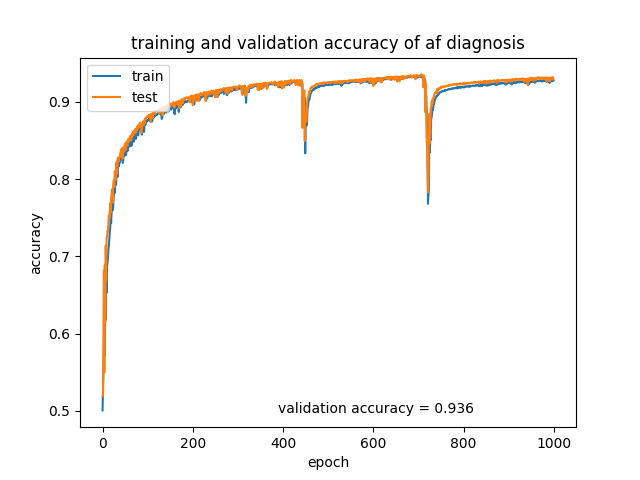 training and validation accuracy of af diagnosis
train
test
0.9
0.8
0.7
0.6
0.5
accuracy
validation accuracy = 0.936
0 200 400 600 800 1000
epoch